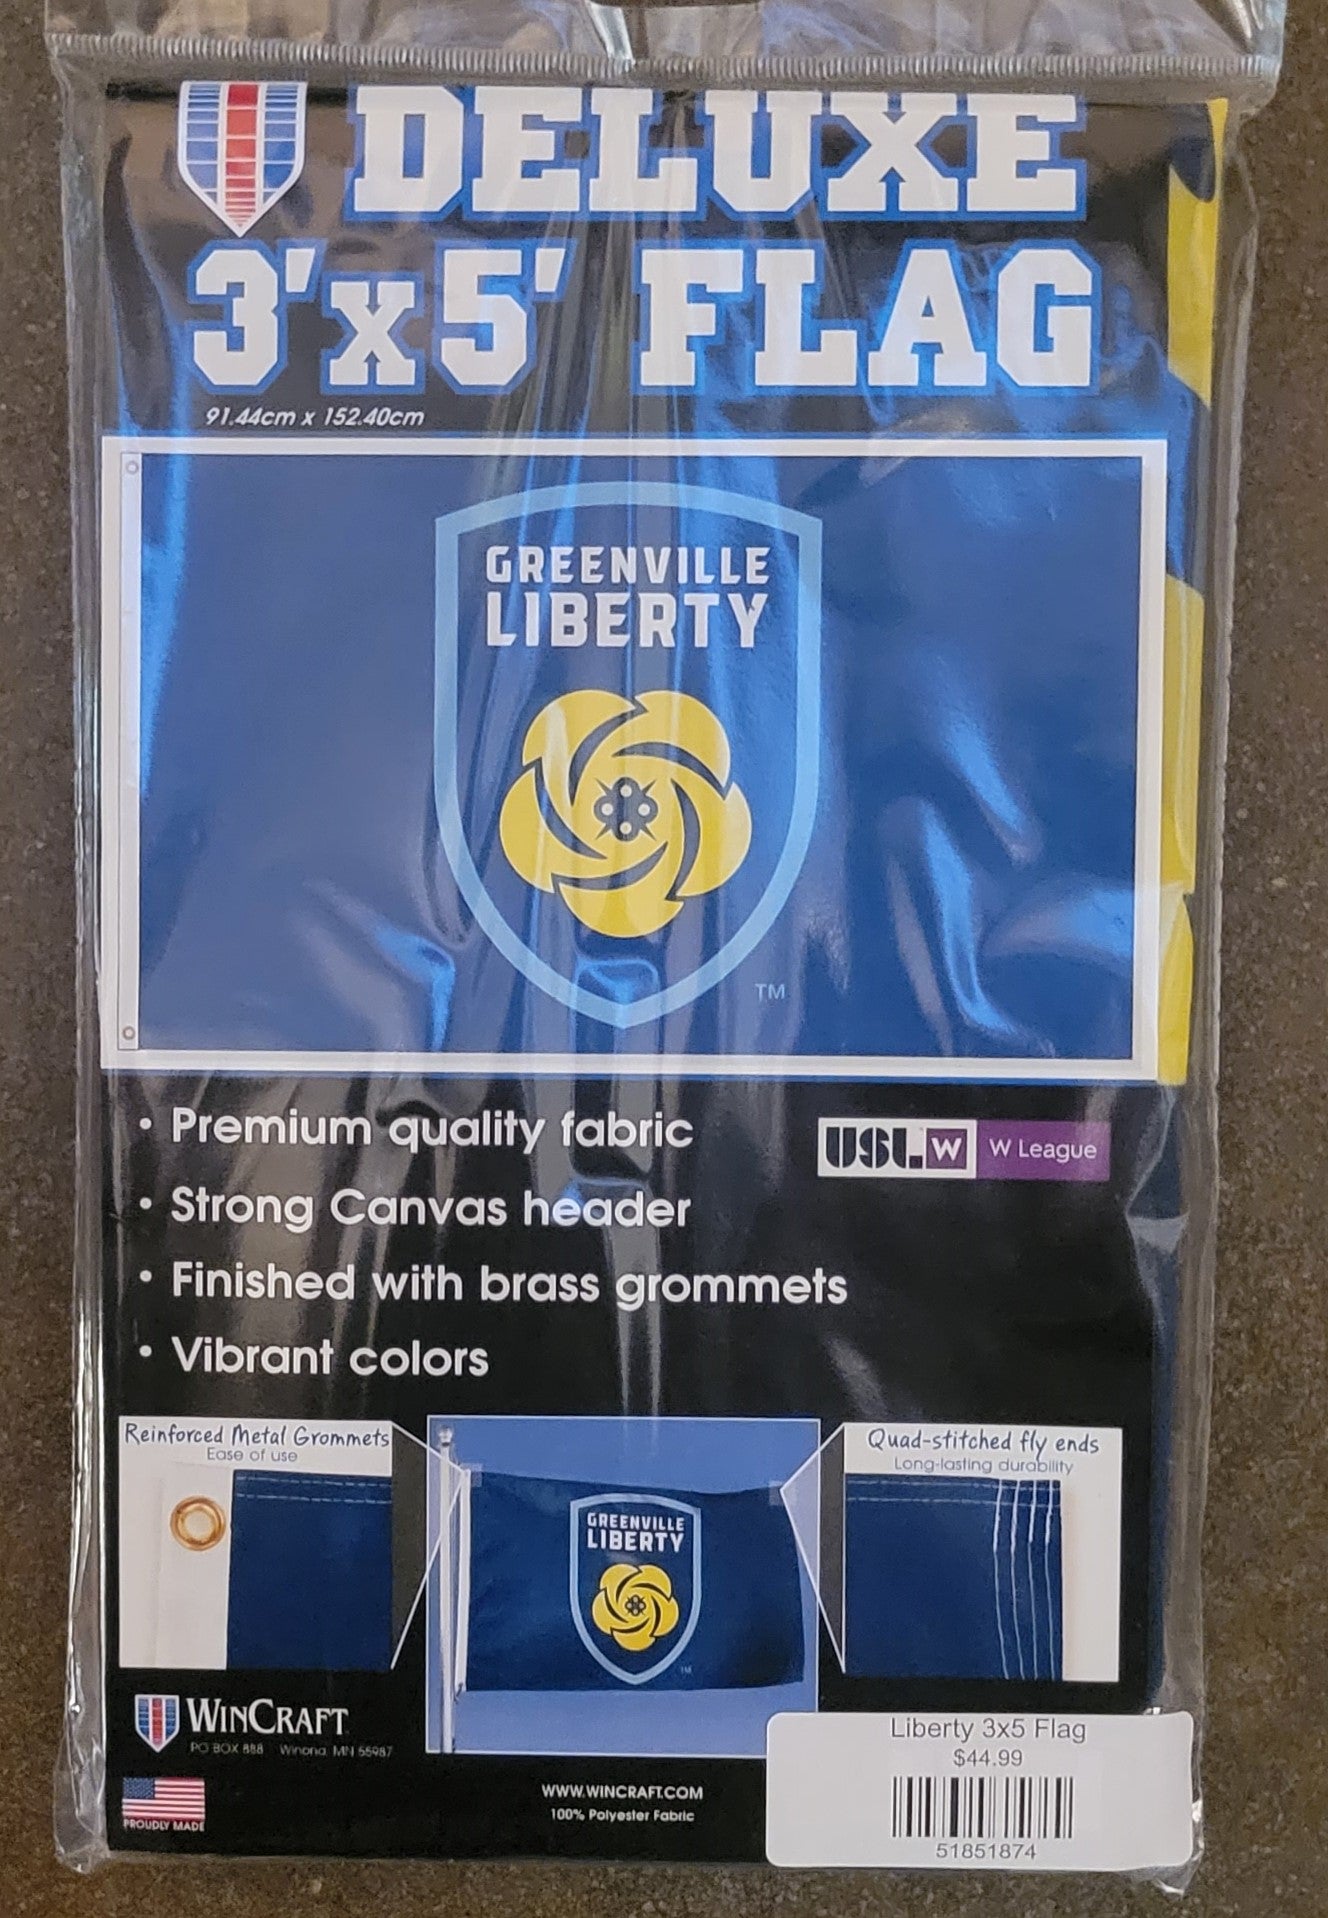 DELUXE
3'x5' FLAG
91.44cm x 152.40cm
GREENVILLE
LIBERTY
TM
• Premium quality fabric
• Strong Canvas header
• Finished with brass grommets
• Vibrant colors
USL W W League
Reinforced Metal Grommets
Ease of use
GREENVILLE
LIBERTY
TM
Quad-stitched fly ends
Long-lasting durability
WINCRAFT
PO BOX 888 Winona, MN 55987
PROUDLY MADE
WWW.WINCRAFT.COM
100% Polyester Fabric
Liberty 3x5 Flag
$44.99
51851874